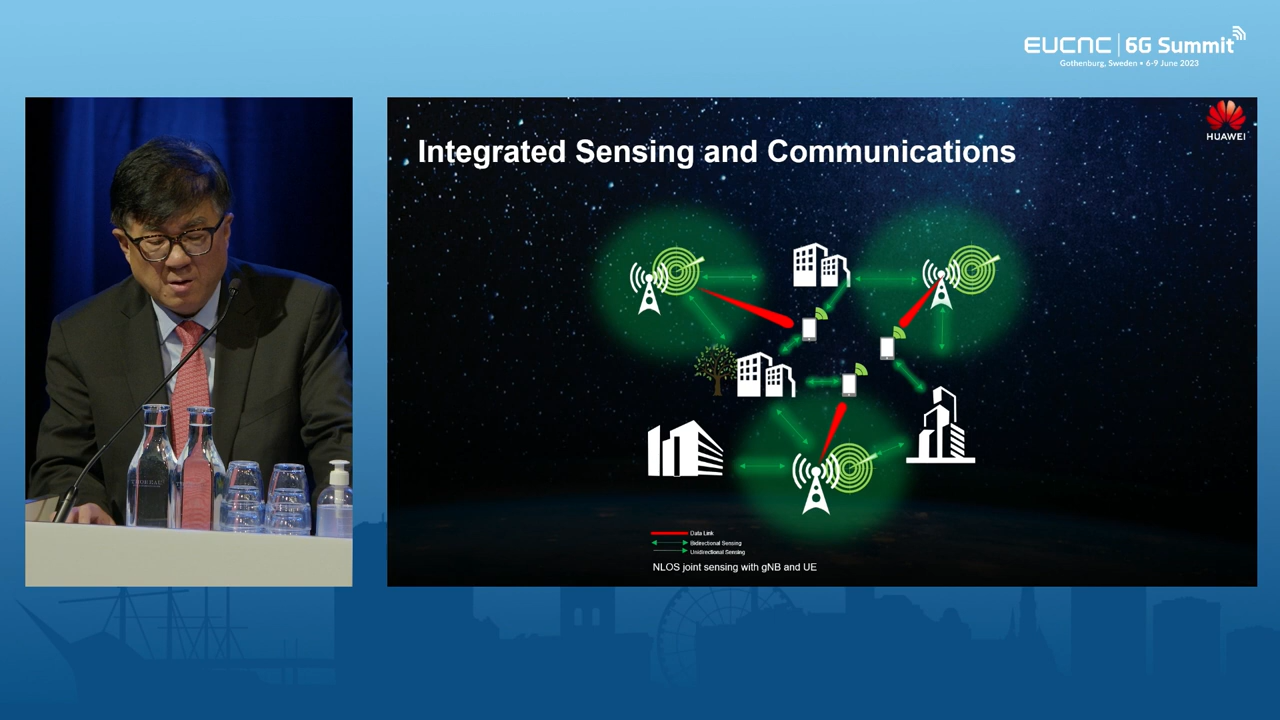 EUCNC | 6G Summit
Gothenburg, Sweden • 6-9 June 2023
HUAWEI
Integrated Sensing and Communications
Data Link
Bidirectional Sensing
Unidirectional Sensing
NLOS joint sensing with gNB and UE